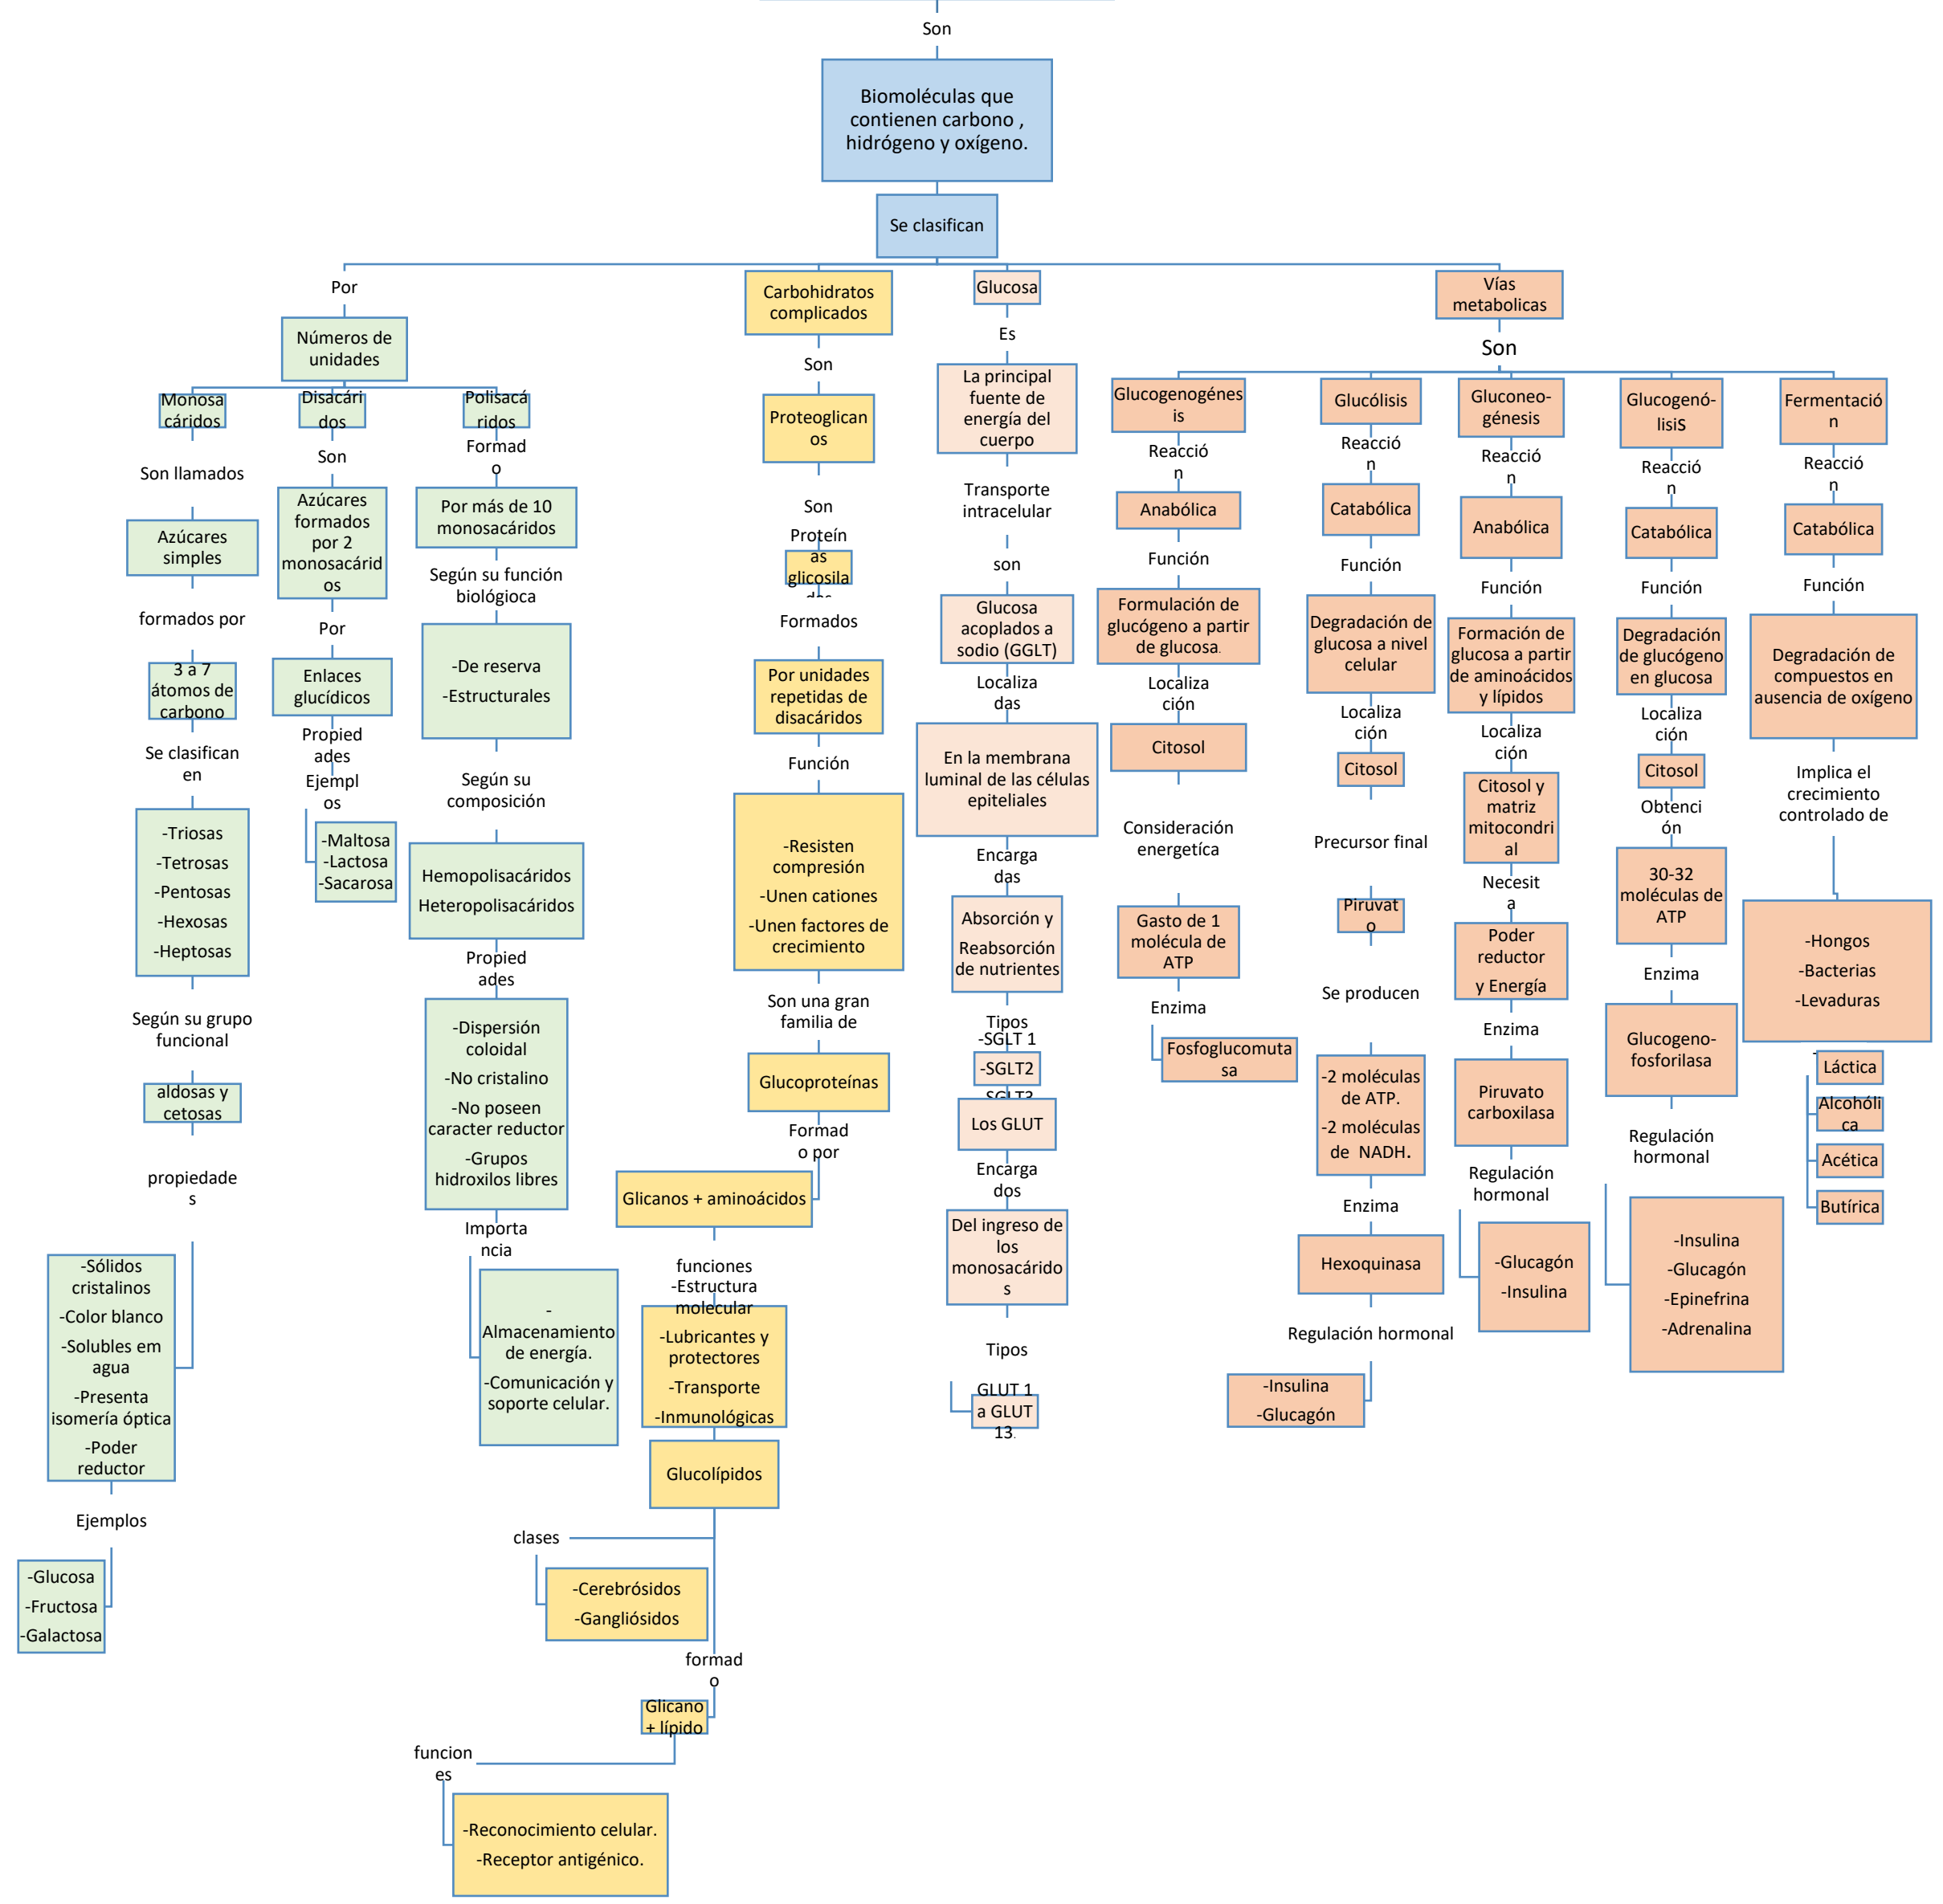 Son
Biomoléculas que
contienen carbono ,
hidrógeno y oxígeno.
Se clasifican
Por
Números de
unidades
Monosa
cáridos
Son llamados
Azúcares
simples
formados por
3 a 7
átomos de
carbono
Se clasifican
en
-Triosas
-Tetrosas
-Pentosas
-Hexosas
-Heptosas
Según su grupo
funcional
aldosas y
cetosas
propiedade
s
-Sólidos
cristalinos
-Color blanco
-Solubles em
agua
-Presenta
isomería óptica
-Poder
reductor
Ejemplos
-Glucosa
-Fructosa
-Galactosa
Disacári
dos
Son
Azúcares
formados
por 2
monosacárid
os
Por
Enlaces
glucídicos
Propied
ades
Ejempl
os
-Maltosa
-Lactosa
-Sacarosa
Polisacá
ridos
Formad
o
Por más de 10
monosacáridos
Según su función
biológioca
-De reserva
-Estructurales
Según su
composición
Hemopolisacáridos
Heteropolisacáridos
Propied
ades
-Dispersión
coloidal
-No cristalino
-No poseen
caracter reductor
-Grupos
hidroxilos libres
Importa
ncia
-
Almacenamiento
de energía.
-Comunicación y
soporte celular.
Carbohidratos
complicados
Son
Proteoglican
os
Son
Proteín
as
glicosila
dos
Formados
Por unidades
repetidas de
disacáridos
Función
-Resisten
compresión
-Unen cationes
-Unen factores de
crecimiento
Son una gran
familia de
Glucoproteínas
Formad
o por
Glicanos + aminoácidos
funciones
-Estructura
molecular
-Lubricantes y
protectores
-Transporte
-Inmunológicas
Glucolípidos
clases
-Cerebrósidos
-Gangliósidos
formad
o
Glicano
+ lípido
funcion
es
-Reconocimiento celular.
-Receptor antigénico.
Glucosa
Es
La principal
fuente de
energía del
cuerpo
Transporte
intracelular
son
Glucosa
acoplados a
sodio (GGLT)
Localiza
das
En la membrana
luminal de las células
epiteliales
Encarga
das
Absorción y
Reabsorción
de nutrientes
Tipos
-SGLT 1
-SGLT2
SGLT3
Los GLUT
Encarga
dos
Del ingreso de
los
monosacárido
s
Tipos
GLUT 1
a GLUT
13.
Vías
metabolicas
Son
Glucogenogénes
is
Reacció
n
Anabólica
Función
Formulación de
glucógeno a partir
de glucosa.
Localiza
ción
Citosol
Consideración
energetíca
Gasto de 1
molécula de
ATP
Enzima
Fosfoglucomuta
sa
Glucólisis
Reacció
n
Catabólica
Función
Degradación de
glucosa a nivel
celular
Localiza
ción
Citosol
Precursor final
Piruvat
o
Se producen
-2 moléculas
de ATP.
-2 moléculas
de NADH.
Enzima
Hexoquinasa
Regulación hormonal
-Insulina
-Glucagón
Gluconeo-
génesis
Reacció
n
Anabólica
Función
Formación de
glucosa a partir
de aminoácidos
y lípidos
Localiza
ción
Citosol y
matriz
mitocondri
al
Necesit
a
Poder
reductor
y Energía
Enzima
Piruvato
carboxilasa
Regulación
hormonal
-Glucagón
-Insulina
Glucogenó-
lisis
Reacció
n
Catabólica
Función
Degradación
de glucógeno
en glucosa
Localiza
ción
Citosol
Obtenci
ón
30-32
moléculas de
ATP
Enzima
Glucogeno-
fosforilasa
Regulación
hormonal
-Insulina
-Glucagón
-Epinefrina
-Adrenalina
Fermentació
n
Reacció
n
Catabólica
Función
Degradación de
compuestos en
ausencia de oxígeno
Implica el
crecimiento
controlado de
-Hongos
-Bacterias
-Levaduras
-
Láctica
Alcohóli
ca
Acética
Butírica